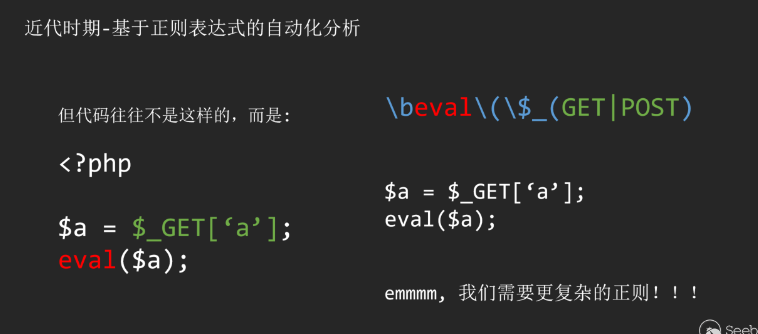 近代时期-基于正则表达式的自动化分析
但代码往往不是这样的，而是:
<?php
$a = $_GET[‘a’];
eval($a);
\beval\(\$_(GET|POST)
$a = $_GET[‘a’];
eval($a);
emmmm, 我们需要更复杂的正则！！！
Seeb